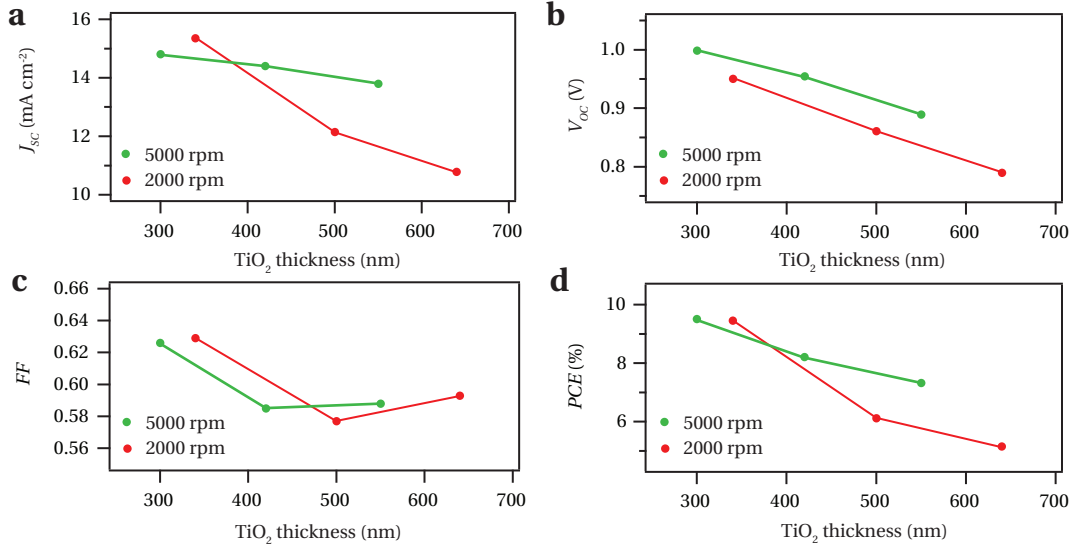 a
16
14
12
10
J_SC (mA cm-2)
5000 rpm
2000 rpm
300 400 500 600 700
TiO2 thickness (nm)
b
1.0
0.9
0.8
V_OC (V)
5000 rpm
2000 rpm
300 400 500 600 700
TiO2 thickness (nm)
c
0.66
0.64
0.62
0.60
0.58
0.56
FF
5000 rpm
2000 rpm
300 400 500 600 700
TiO2 thickness (nm)
d
10
8
6
PCE (%)
5000 rpm
2000 rpm
300 400 500 600 700
TiO2 thickness (nm)